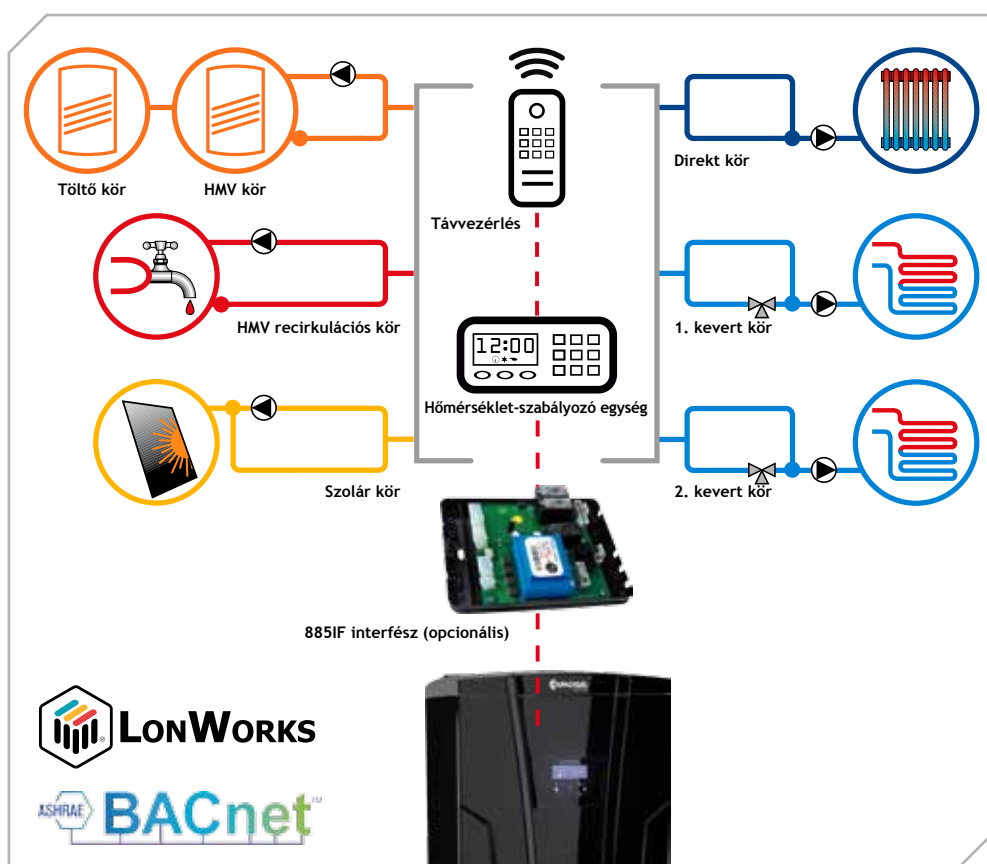 Töltő kör
HMV kör
Távvezérlés
Direkt kör
HMV recirkulációs kör
12:00
1. kevert kör
Hőmérséklet-szabályozó egység
Szolár kör
2. kevert kör
885IF interfész (opcionális)
LONWORKS
ASHRAE BACnet™